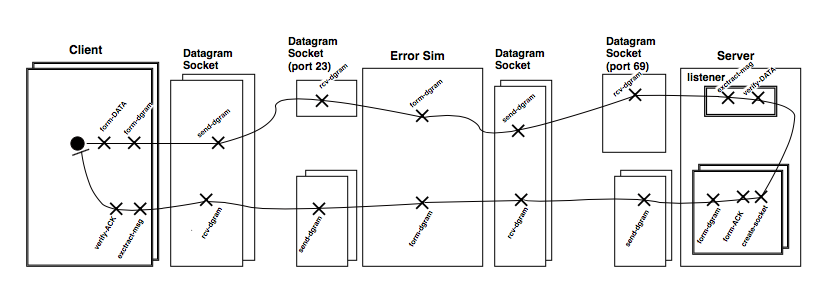 Client
Datagram
Socket
Datagram
Socket
(port 23)
Error Sim
Datagram
Socket
Datagram
Socket
(port 69)
Server
listener
form-DATA
form-dgram
send-dgram
rcv-dgram
form-dgram
send-dgram
rcv-dgram
exctract-msg
verify-DATA
verify-ACK
exctract-msg
rcv-dgram
send-dgram
form-dgram
rcv-dgram
send-dgram
form-dgram
form-ACK
create-socket